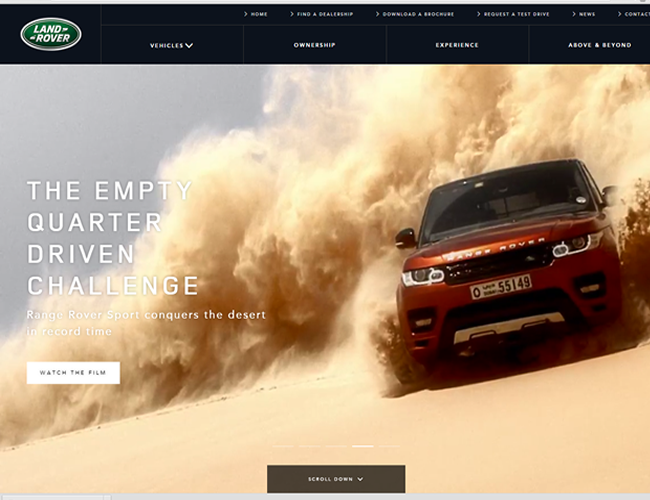 LAND
ROVER
HOME
FIND A DEALERSHIP
DOWNLOAD A BROCHURE
REQUEST A TEST DRIVE
NEWS
CONTACT
VEHICLES
OWNERSHIP
EXPERIENCE
ABOVE & BEYOND
THE EMPTY
QUARTER
DRIVEN
CHALLENGE
Range Rover Sport conquers the desert
in record time
WATCH THE FILM
RANGE ROVER
O 55149
SCROLL DOWN